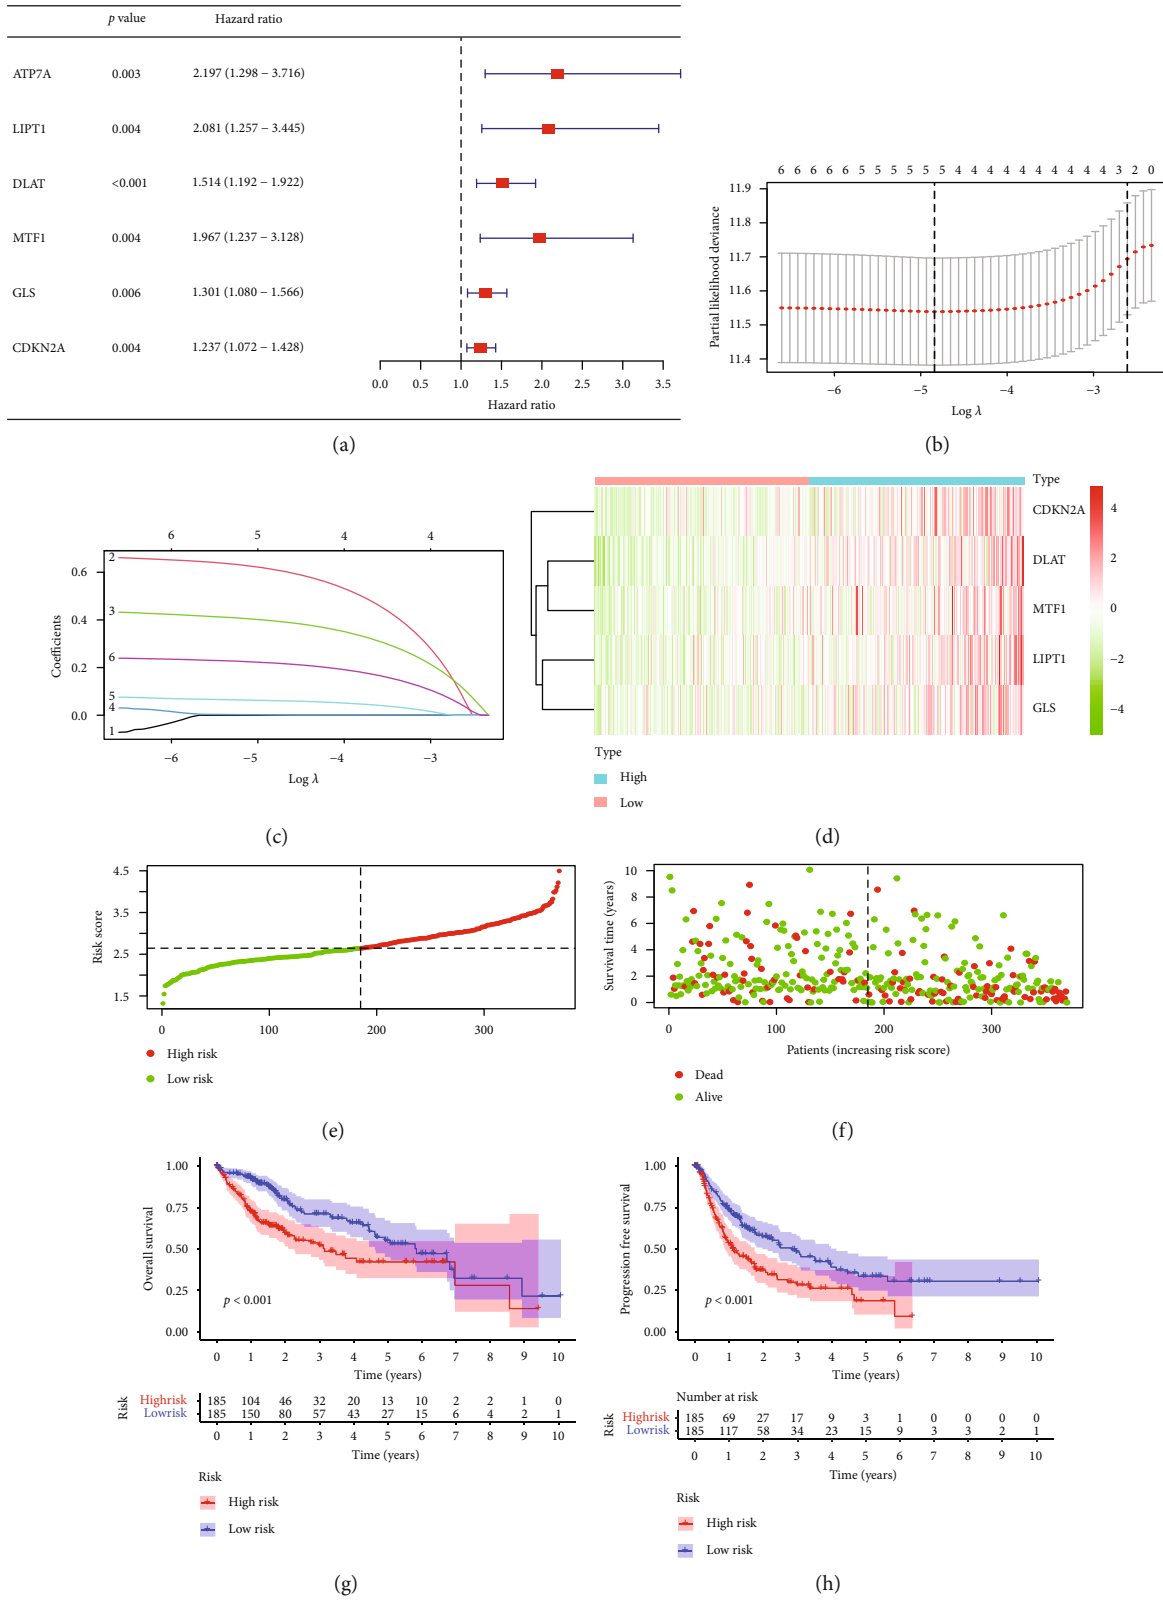 p value Hazard ratio
ATP7A 0.003 2.197 (1.298 − 3.716)
LIPT1 0.004 2.081 (1.257 − 3.445)
DLAT <0.001 1.514 (1.192 − 1.922)
MTF1 0.004 1.967 (1.237 − 3.128)
GLS 0.006 1.301 (1.080 − 1.566)
CDKN2A 0.004 1.237 (1.072 − 1.428)
0.0 0.5 1.0 1.5 2.0 2.5 3.0 3.5
Hazard ratio
(a)
6 6 6 6 6 5 5 5 5 5 5 4 4 4 4 4 4 4 4 4 3 2 0
11.9
11.8
11.7
11.6
11.5
11.4
Partial likelihood deviance
−6 −5 −4 −3
Log λ
(b)
6 5 4 4
0.6
0.4
0.2
0.0
Coefficients
2
3
6
5
4
1
−6 −5 −4 −3
Log λ
(c)
Type
CDKN2A
DLAT
MTF1
LIPT1
GLS
4
2
0
−2
−4
Type
High
Low
(d)
4.5
3.5
2.5
1.5
Risk score
0 100 200 300
High risk
Low risk
(e)
10
8
6
4
2
0
Survival time (years)
0 100 200 300
Patients (increasing risk score)
Dead
Alive
(f)
1.00
0.75
0.50
0.25
0.00
Overall survival
p < 0.001
0 1 2 3 4 5 6 7 8 9 10
Time (years)
Risk
Highrisk 185 104 46 32 20 13 10 2 2 1 0
Lowrisk 185 150 80 57 43 27 15 6 4 2 1
0 1 2 3 4 5 6 7 8 9 10
Time (years)
Risk
High risk
Low risk
(g)
1.00
0.75
0.50
0.25
0.00
Progression free survival
p < 0.001
0 1 2 3 4 5 6 7 8 9 10
Time (years)
Number at risk
Risk
Highrisk 185 69 27 17 9 3 1 0 0 0 0
Lowrisk 185 117 58 34 23 15 9 3 3 2 1
0 1 2 3 4 5 6 7 8 9 10
Time (years)
Risk
High risk
Low risk
(h)